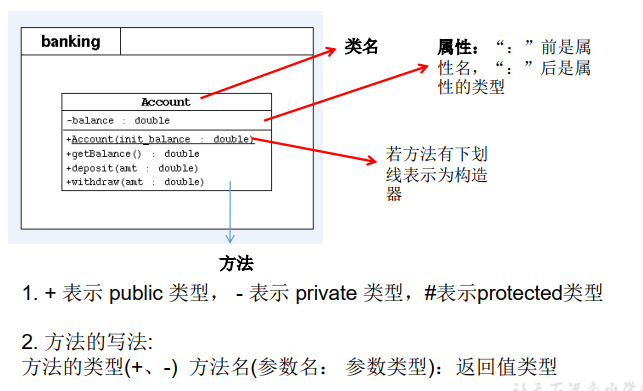 banking
类名
属性：“：”前是属
性名，“：”后是属
性的类型
Account
-balance : double
+Account(init_balance : double)
+getBalance() : double
+deposit(amt : double)
+withdraw(amt : double)
若方法有下划
线表示为构造
器
方法
1. + 表示 public 类型， - 表示 private 类型，#表示protected类型
2. 方法的写法:
方法的类型(+、-) 方法名(参数名： 参数类型)：返回值类型